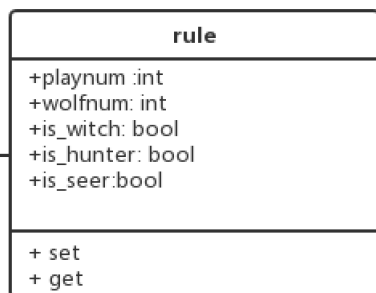 rule
+playnum :int
+wolfnum: int
+is_witch: bool
+is_hunter: bool
+is_seer:bool
+ set
+ get